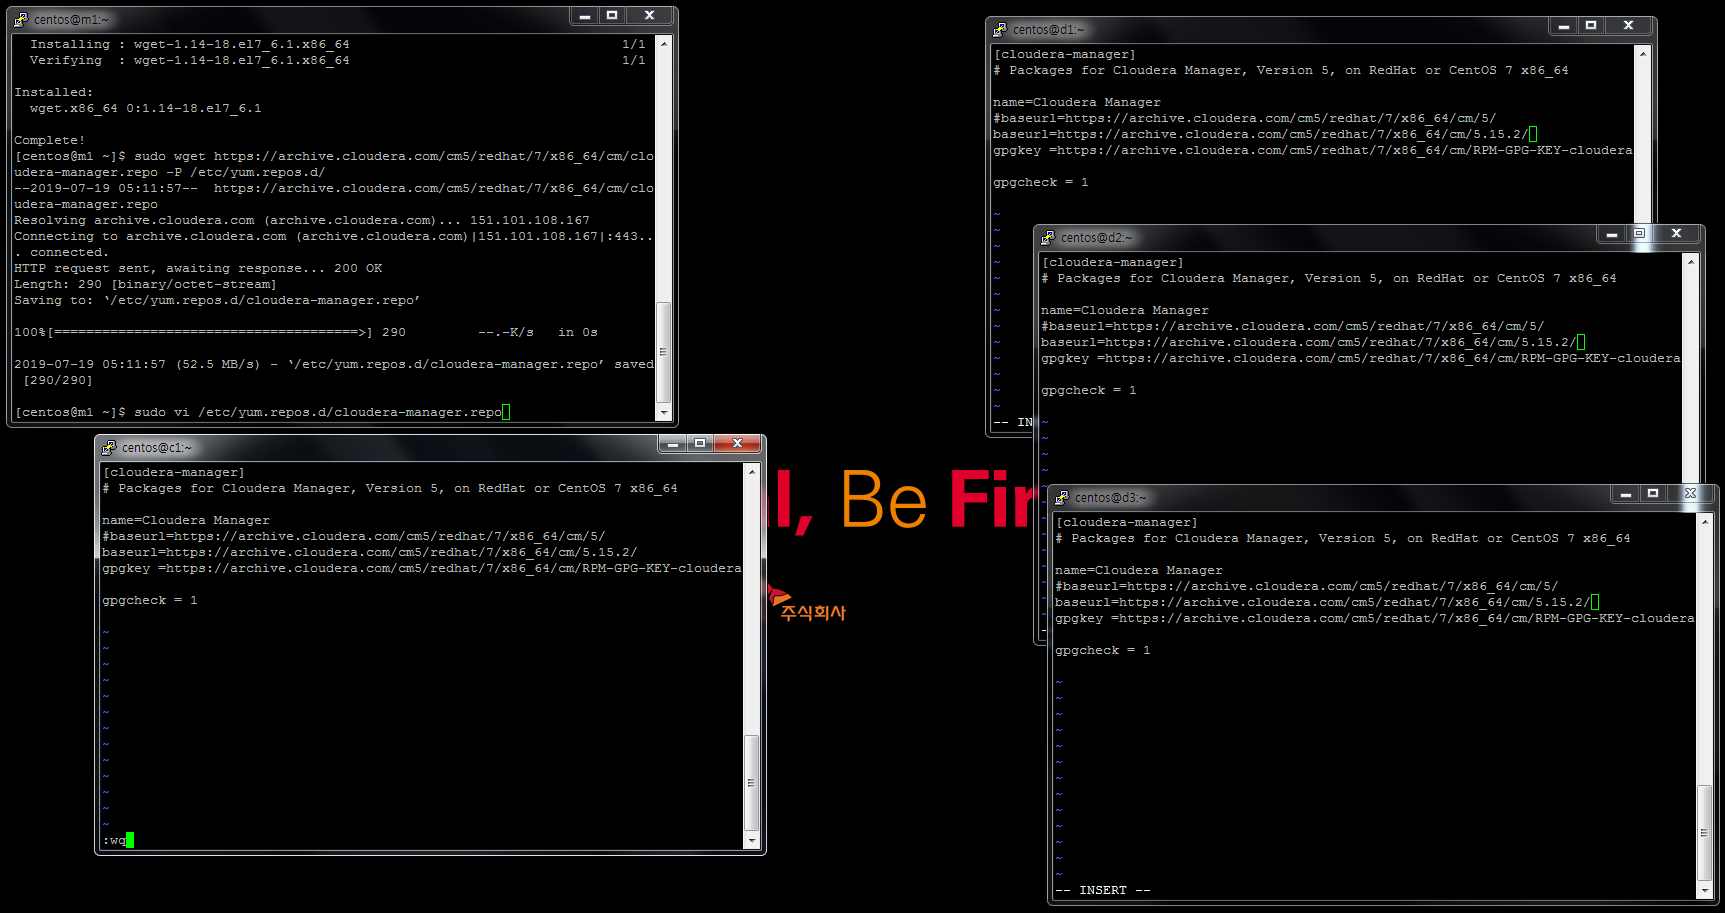 centos@m1:~
  Installing : wget-1.14-18.el7_6.1.x86_64                                  1/1
  Verifying  : wget-1.14-18.el7_6.1.x86_64                                  1/1
Installed:
  wget.x86_64 0:1.14-18.el7_6.1
Complete!
[centos@m1 ~]$ sudo wget https://archive.cloudera.com/cm5/redhat/7/x86_64/cm/clo
udera-manager.repo -P /etc/yum.repos.d/
--2019-07-19 05:11:57--  https://archive.cloudera.com/cm5/redhat/7/x86_64/cm/clo
udera-manager.repo
Resolving archive.cloudera.com (archive.cloudera.com)... 151.101.108.167
Connecting to archive.cloudera.com (archive.cloudera.com)|151.101.108.167|:443..
. connected.
HTTP request sent, awaiting response... 200 OK
Length: 290 [binary/octet-stream]
Saving to: ‘/etc/yum.repos.d/cloudera-manager.repo’
100%[======================================>] 290         --.-K/s   in 0s
2019-07-19 05:11:57 (52.5 MB/s) - ‘/etc/yum.repos.d/cloudera-manager.repo’ saved
 [290/290]
[centos@m1 ~]$ sudo vi /etc/yum.repos.d/cloudera-manager.repo
centos@c1:~
[cloudera-manager]
# Packages for Cloudera Manager, Version 5, on RedHat or CentOS 7 x86_64
name=Cloudera Manager
#baseurl=https://archive.cloudera.com/cm5/redhat/7/x86_64/cm/5/
baseurl=https://archive.cloudera.com/cm5/redhat/7/x86_64/cm/5.15.2/
gpgkey =https://archive.cloudera.com/cm5/redhat/7/x86_64/cm/RPM-GPG-KEY-cloudera
gpgcheck = 1
~
~
~
~
~
~
~
~
~
~
~
~
~
:wq
l, Be Fir
주식회사
centos@d1:~
[cloudera-manager]
# Packages for Cloudera Manager, Version 5, on RedHat or CentOS 7 x86_64
name=Cloudera Manager
#baseurl=https://archive.cloudera.com/cm5/redhat/7/x86_64/cm/5/
baseurl=https://archive.cloudera.com/cm5/redhat/7/x86_64/cm/5.15.2/
gpgkey =https://archive.cloudera.com/cm5/redhat/7/x86_64/cm/RPM-GPG-KEY-cloudera
gpgcheck = 1
~
~
~
~
~
~
~
~
~
~
~
~
~
-- IN
centos@d2:~
[cloudera-manager]
# Packages for Cloudera Manager, Version 5, on RedHat or CentOS 7 x86_64
name=Cloudera Manager
#baseurl=https://archive.cloudera.com/cm5/redhat/7/x86_64/cm/5/
baseurl=https://archive.cloudera.com/cm5/redhat/7/x86_64/cm/5.15.2/
gpgkey =https://archive.cloudera.com/cm5/redhat/7/x86_64/cm/RPM-GPG-KEY-cloudera
gpgcheck = 1
~
~
~
~
centos@d3:~
[cloudera-manager]
# Packages for Cloudera Manager, Version 5, on RedHat or CentOS 7 x86_64
name=Cloudera Manager
#baseurl=https://archive.cloudera.com/cm5/redhat/7/x86_64/cm/5/
baseurl=https://archive.cloudera.com/cm5/redhat/7/x86_64/cm/5.15.2/
gpgkey =https://archive.cloudera.com/cm5/redhat/7/x86_64/cm/RPM-GPG-KEY-cloudera
gpgcheck = 1
~
~
~
~
~
~
~
~
~
~
~
~
~
-- INSERT --